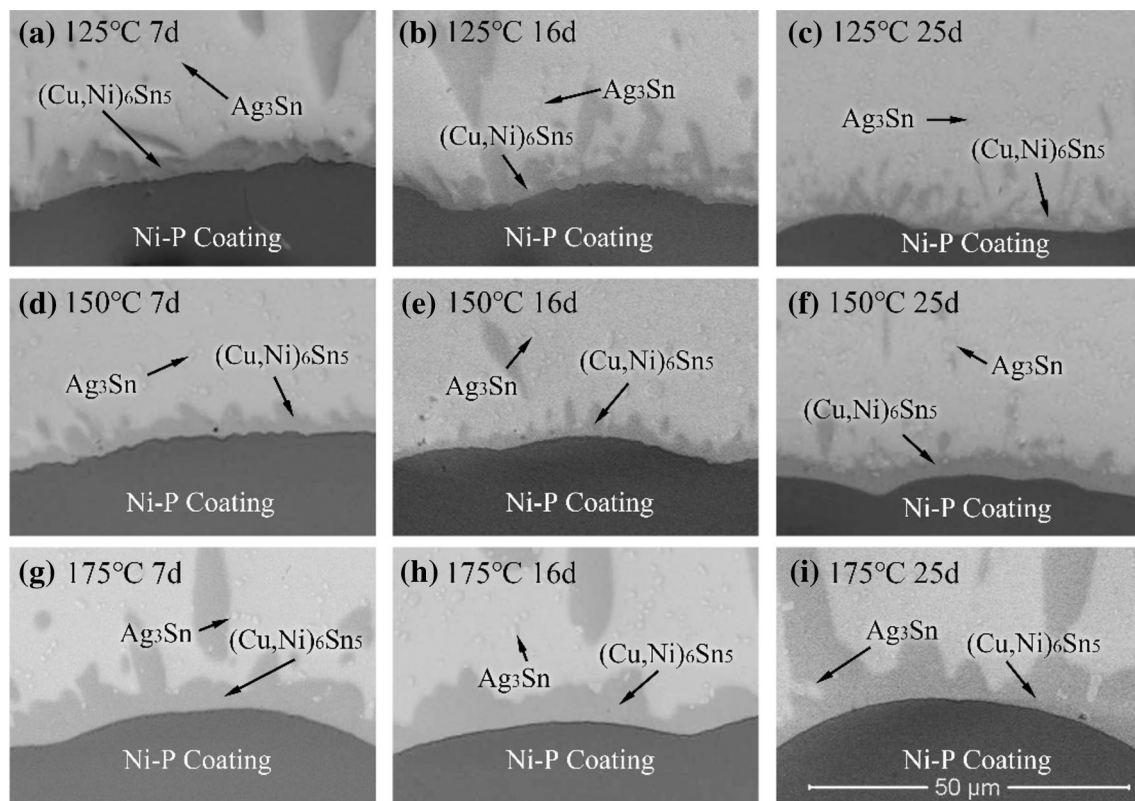 (a) 125°C 7d
(Cu,Ni)₆Sn₅
Ag₃Sn
Ni-P Coating
(b) 125°C 16d
Ag₃Sn
(Cu,Ni)₆Sn₅
Ni-P Coating
(c) 125°C 25d
Ag₃Sn
(Cu,Ni)₆Sn₅
Ni-P Coating
(d) 150°C 7d
(Cu,Ni)₆Sn₅
Ag₃Sn
Ni-P Coating
(e) 150°C 16d
(Cu,Ni)₆Sn₅
Ag₃Sn
Ni-P Coating
(f) 150°C 25d
Ag₃Sn
(Cu,Ni)₆Sn₅
Ni-P Coating
(g) 175°C 7d
Ag₃Sn
(Cu,Ni)₆Sn₅
Ni-P Coating
(h) 175°C 16d
(Cu,Ni)₆Sn₅
Ag₃Sn
Ni-P Coating
(i) 175°C 25d
Ag₃Sn
(Cu,Ni)₆Sn₅
Ni-P Coating
50 μm